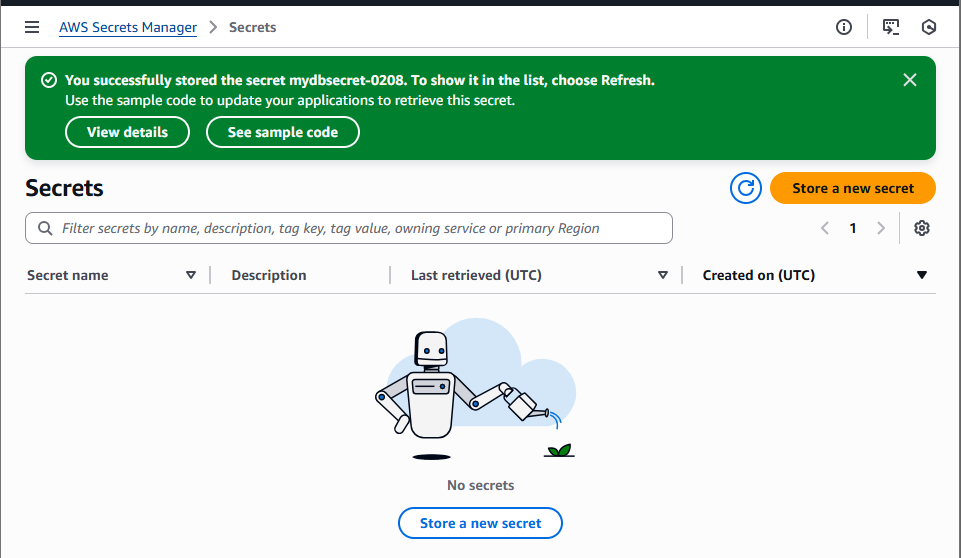 AWS Secrets Manager > Secrets
You successfully stored the secret mydbsecret-0208. To show it in the list, choose Refresh.
Use the sample code to update your applications to retrieve this secret.
View details See sample code
Secrets Store a new secret
Filter secrets by name, description, tag key, tag value, owning service or primary Region 1
Secret name Description Last retrieved (UTC) Created on (UTC)
No secrets
Store a new secret